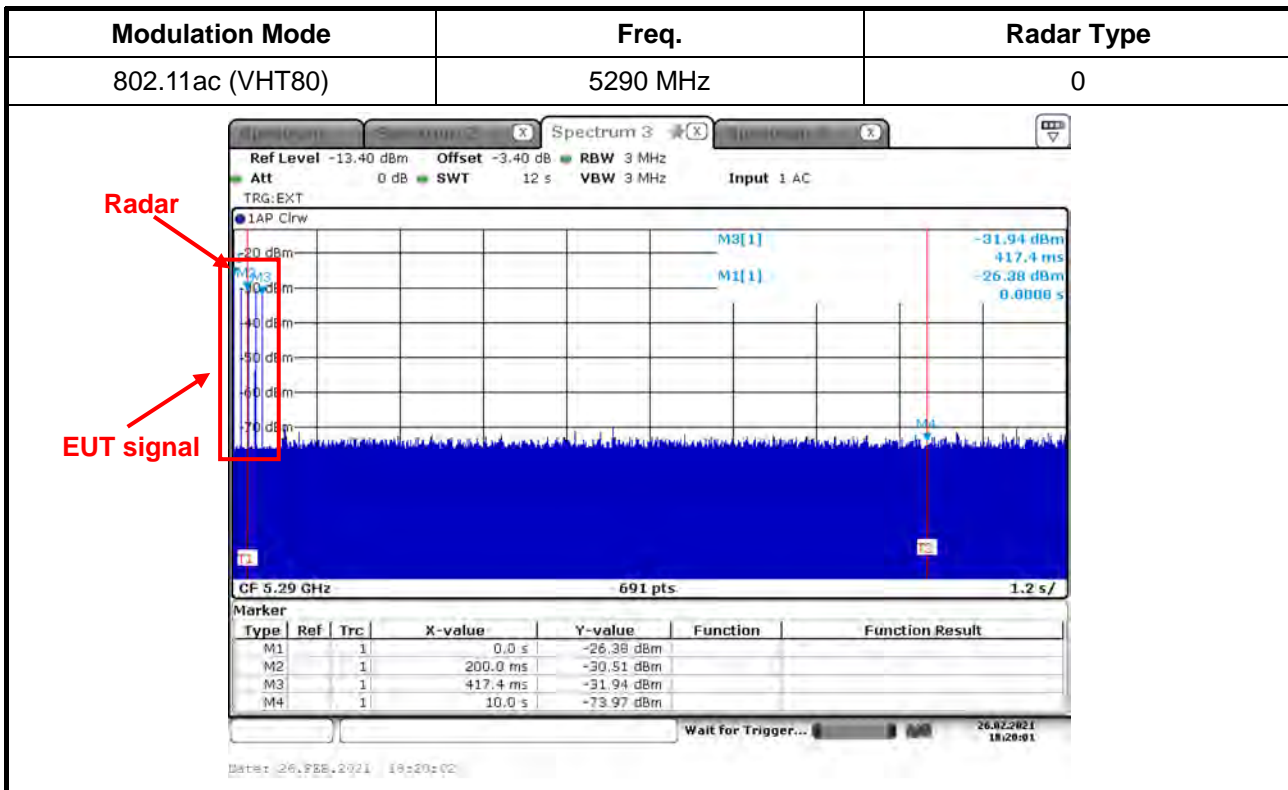 Modulation Mode Freq. Radar Type
802.11ac (VHT80) 5290 MHz 0
Spectrum 3
Ref Level -13.40 dBm Offset -3.40 dB RBW 3 MHz
Att 0 dB SWT 12 s VBW 3 MHz Input 1 AC
TRG:EXT
1AP Clrw
Radar
M3[1] -31.94 dBm
417.4 ms
M1[1] -26.38 dBm
0.0000 s
-20 dBm
M2 M3
-30 dBm
-40 dBm
-50 dBm
-60 dBm
-70 dBm
M4
EUT signal
T1
CF 5.29 GHz 691 pts 1.2 s/
Marker
Type Ref Trc X-value Y-value Function Function Result
M1 1 0.0 s -26.38 dBm
M2 1 200.0 ms -30.51 dBm
M3 1 417.4 ms -31.94 dBm
M4 1 10.0 s -73.97 dBm
Wait for Trigger... 26.02.2021
18:20:01
Date: 26.FEB.2021 18:20:02